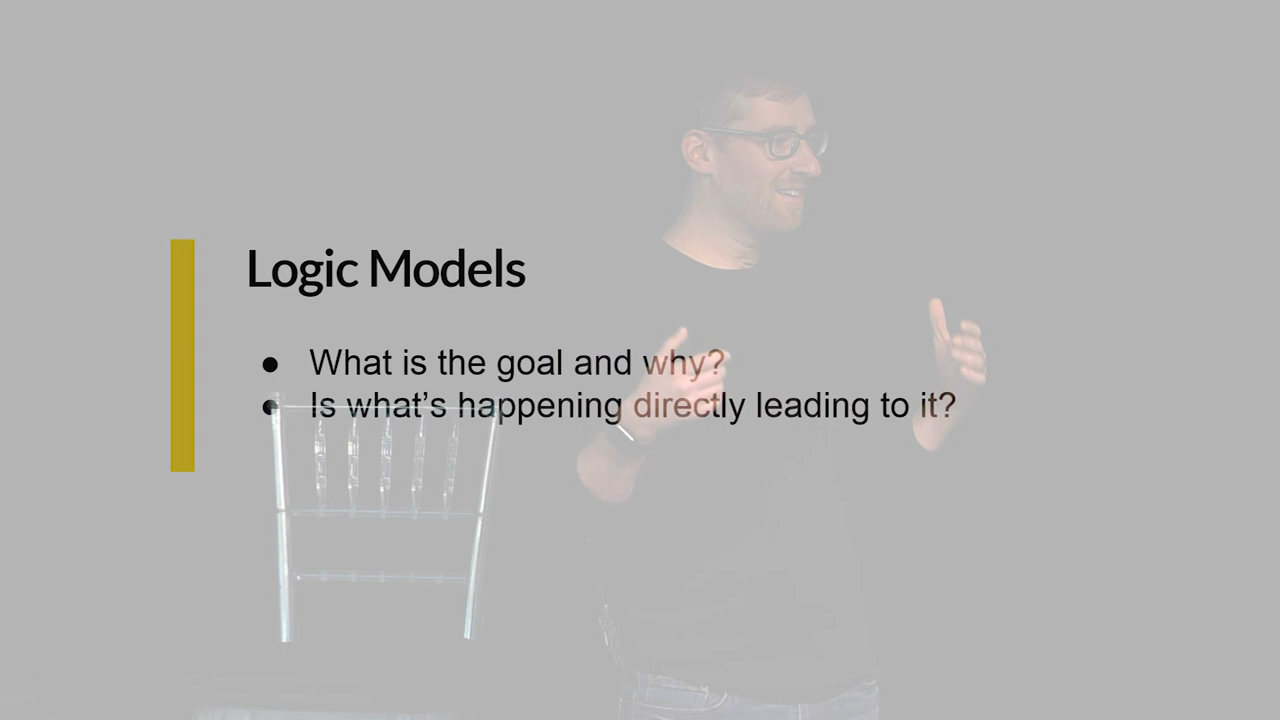 Logic Models
● What is the goal and why?
● Is what’s happening directly leading to it?